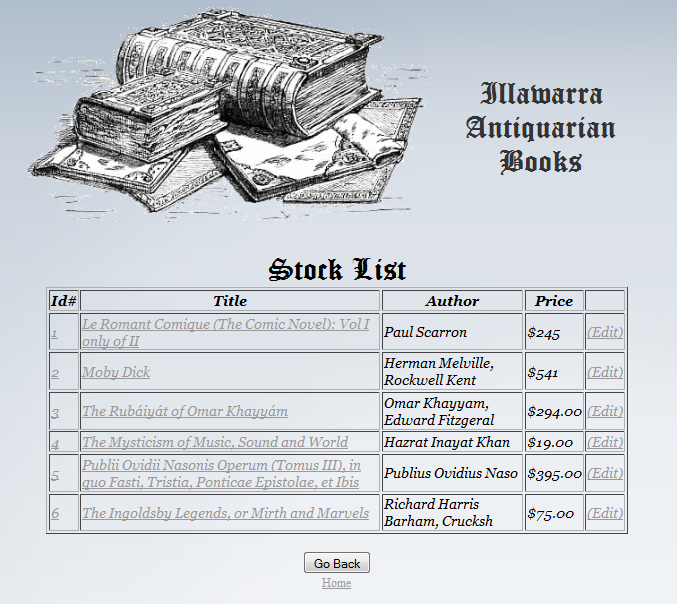 Illawarra
Antiquarian
Books
Stock List
Id# Title Author Price
1 Le Romant Comique (The Comic Novel): Vol I only of II Paul Scarron $245 (Edit)
2 Moby Dick Herman Melville, Rockwell Kent $541 (Edit)
3 The Rubáiyát of Omar Khayyám Omar Khayyam, Edward Fitzgeral $294.00 (Edit)
4 The Mysticism of Music, Sound and World Hazrat Inayat Khan $19.00 (Edit)
5 Publii Ovidii Nasonis Operum (Tomus III), in quo Fasti, Tristia, Ponticae Epistolae, et Ibis Publius Ovidius Naso $395.00 (Edit)
6 The Ingoldsby Legends, or Mirth and Marvels Richard Harris Barham, Crucksh $75.00 (Edit)
Go Back
Home